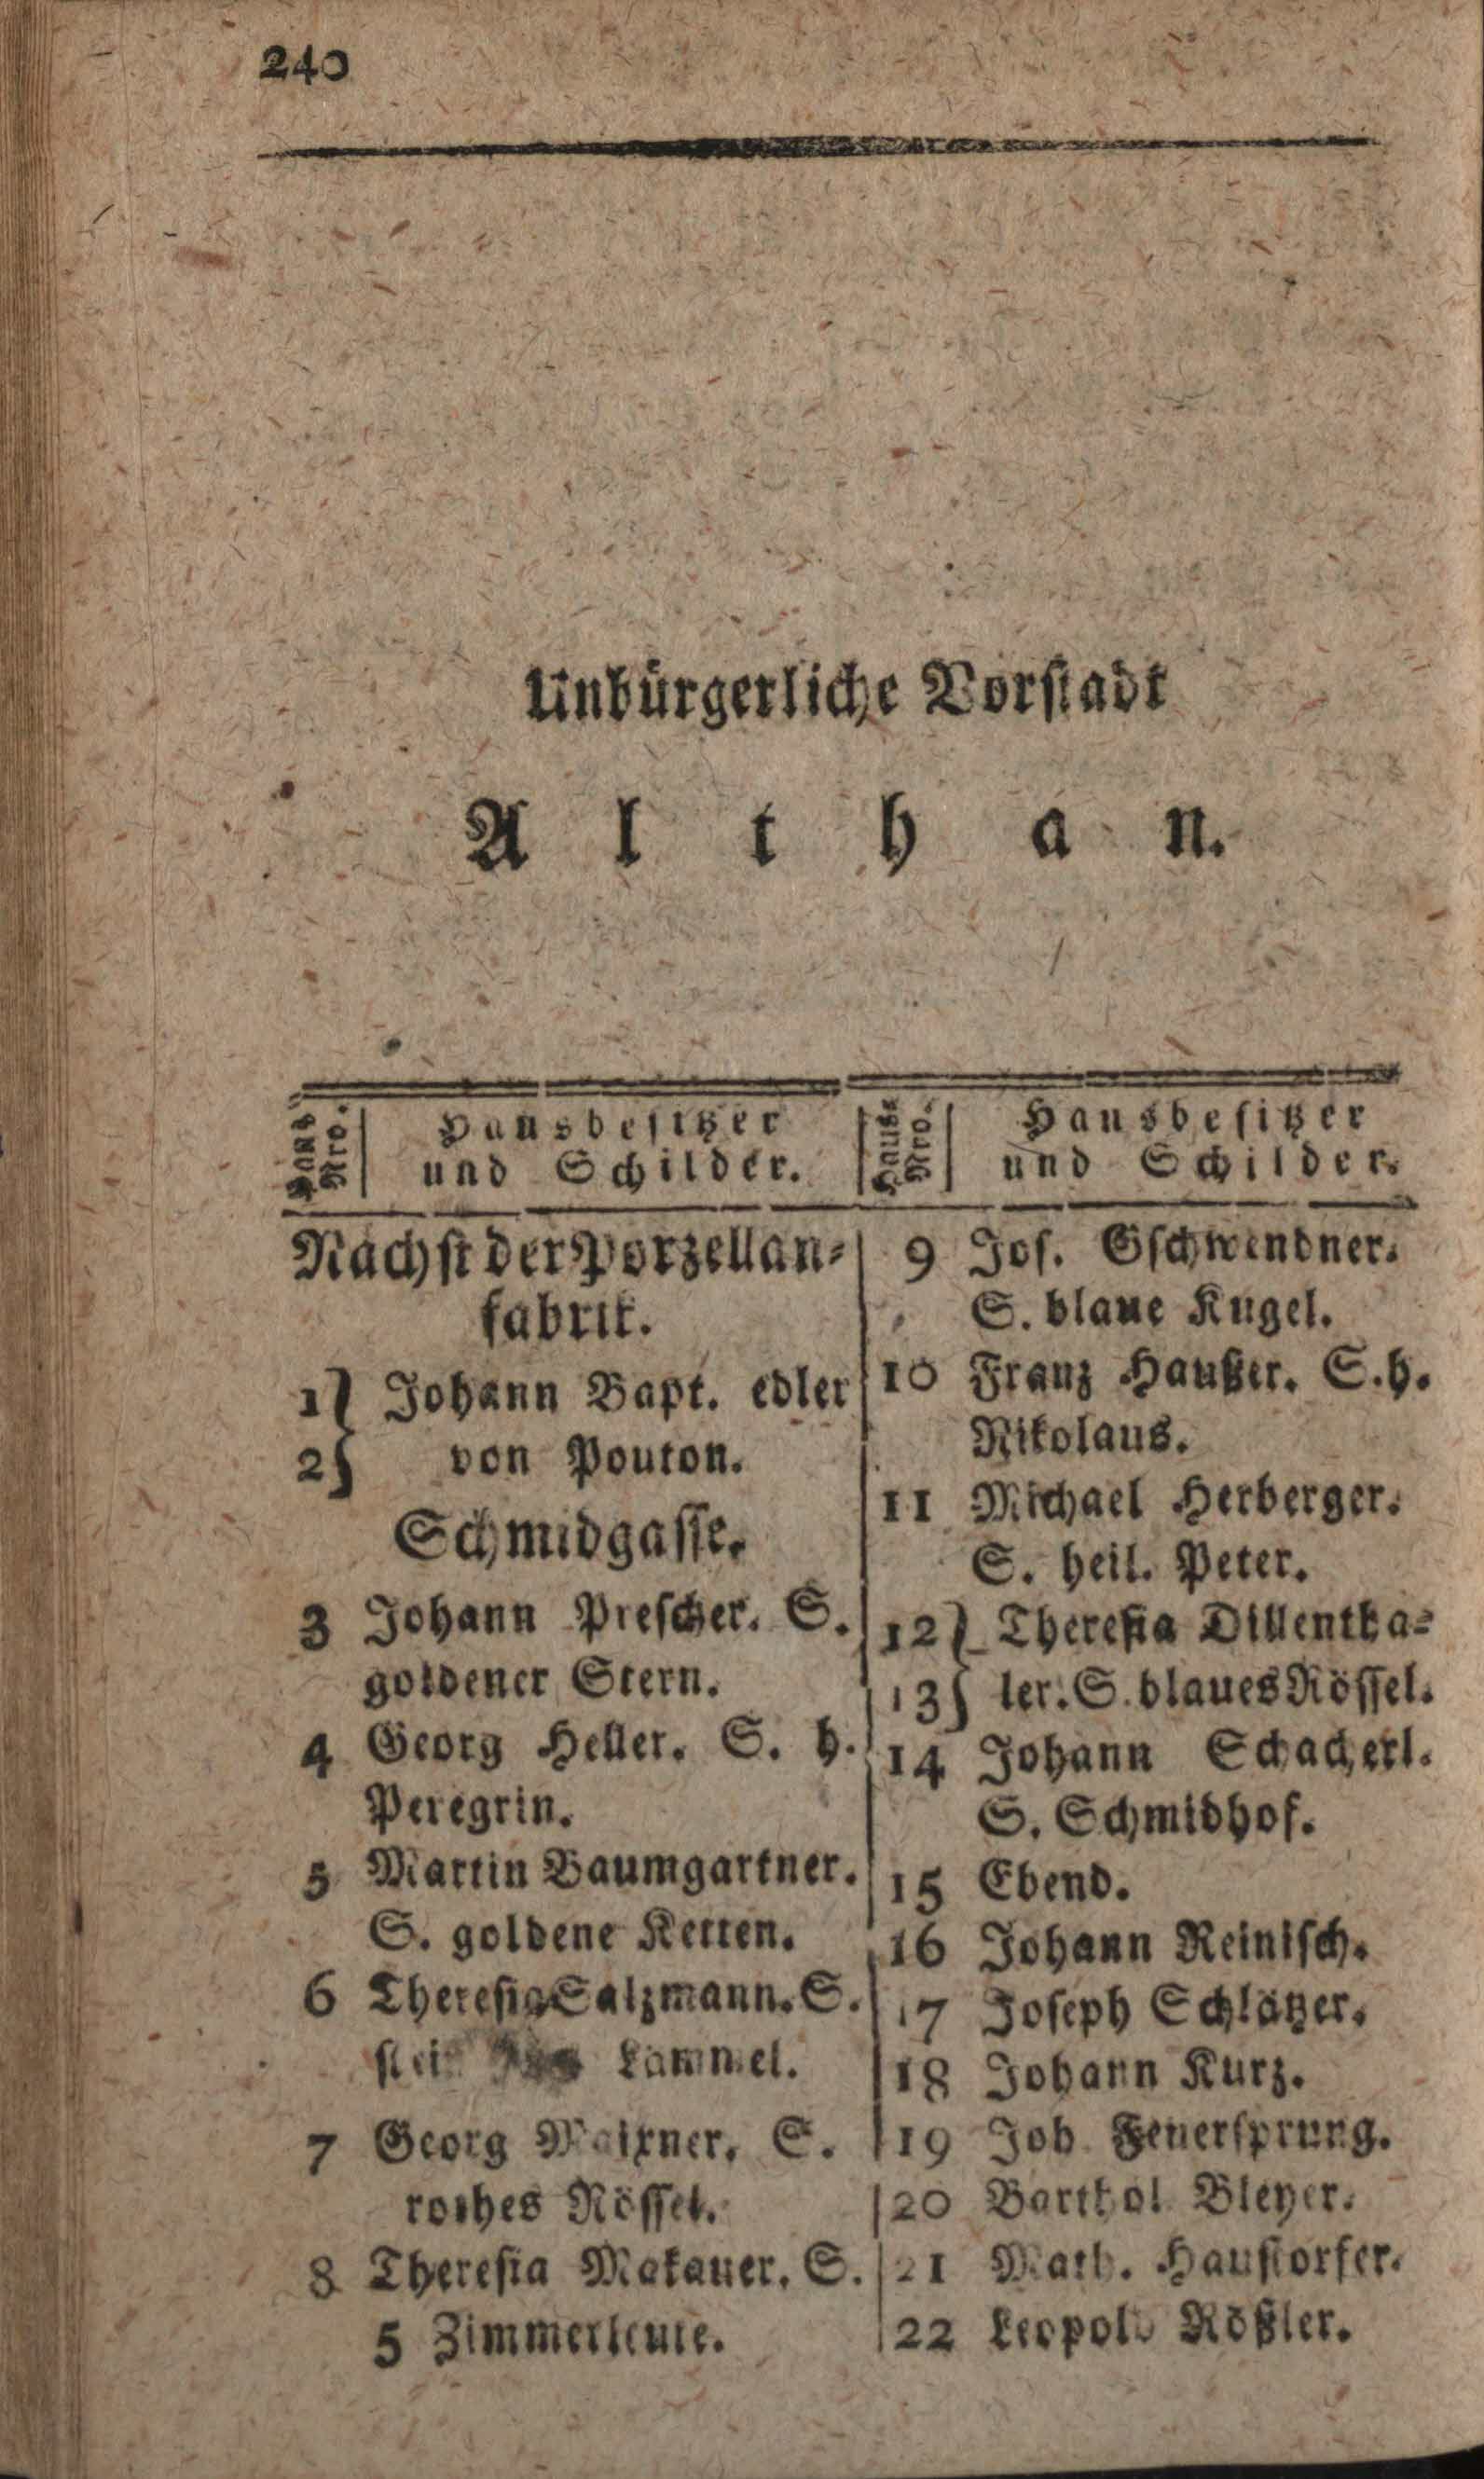 240
Unbürgerliche Vorstadt
Althan.
Haus-
Nro.
Hausbesitzer
und Schilder.
Nächst der Porzellan-
fabrik.
1} Johann Bapt. edler
2} von Pouton.
Schmidgasse.
3 Johann Prescher. S.
goldener Stern.
4 Georg Heller. S. h.
Peregrin.
5 Martin Baumgartner.
S. goldene Ketten.
6 Theresia Salzmann. S.
Lämmel.
7 Georg Maixner. S.
rothes Rössel.
8 Theresia Makauer. S.
5 Zimmerleute.
Haus-
Nro.
Hausbesitzer
und Schilder.
9 Jos. Gschwendner.
S. blaue Kugel.
10 Franz Haußer. S. h.
Nikolaus.
11 Michael Herberger.
S. heil. Peter.
12} Theresia Dillentha-
13} ler. S. blaues Rössel.
14 Johann Schacherl.
S. Schmidhof.
15 Ebend.
16 Johann Reinisch.
17 Joseph Schlätzer.
18 Johann Kurz.
19 Joh. Feuersprung.
20 Barthol Bleyer.
21 Math. Haustorfer.
22 Leopold Rößler.